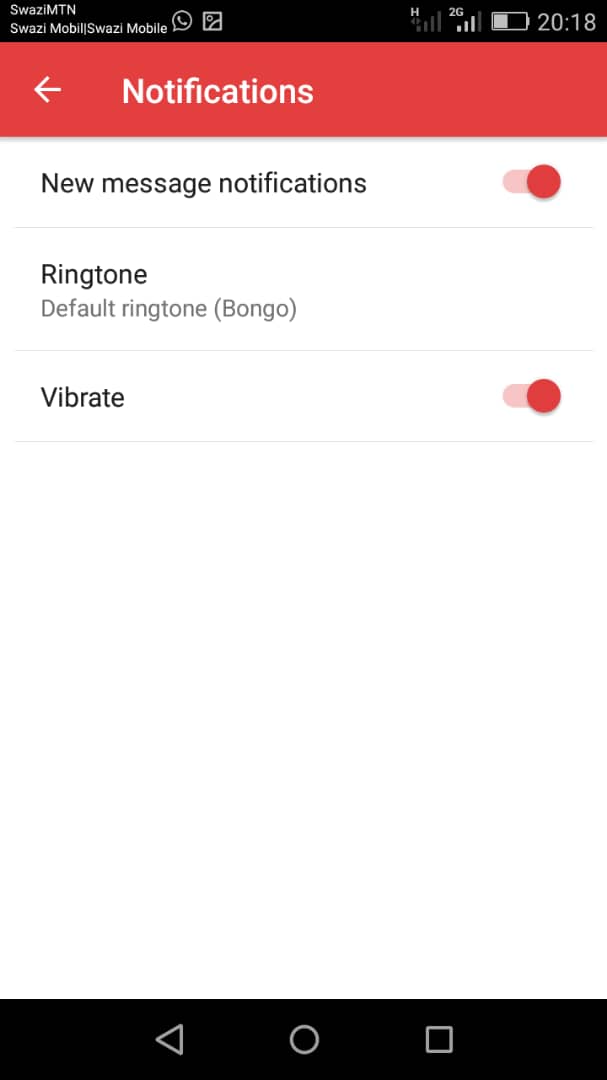 SwaziMTN
Swazi Mobil|Swazi Mobile
H
2G
20:18
Notifications
New message notifications
Ringtone
Default ringtone (Bongo)
Vibrate